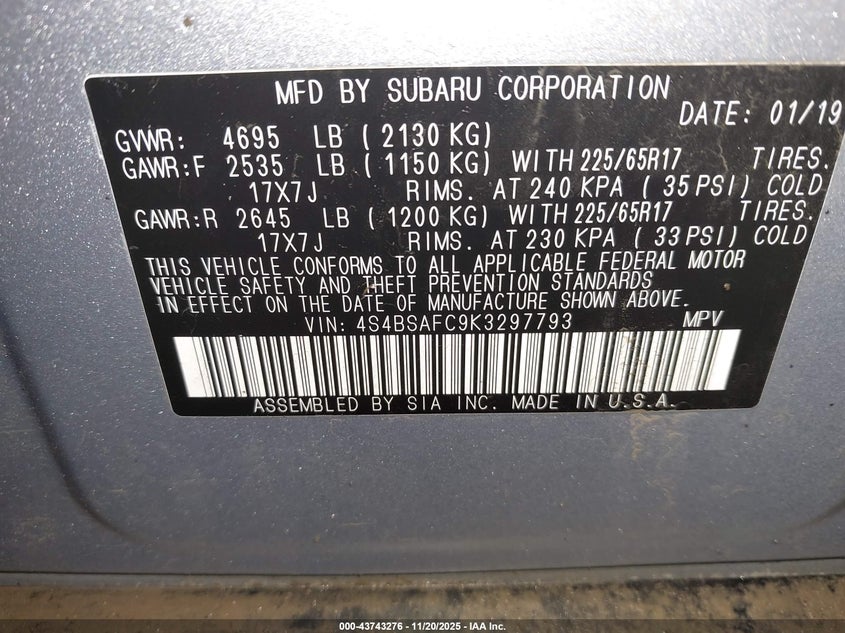 MFD BY SUBARU CORPORATION
DATE: 01/19
GVWR: 4695 LB ( 2130 KG)
GAWR:F 2535 LB ( 1150 KG) WITH 225/65R17 TIRES.
17X7J RIMS. AT 240 KPA ( 35 PSI) COLD
GAWR:R 2645 LB ( 1200 KG) WITH 225/65R17 TIRES.
17X7J RIMS. AT 230 KPA ( 33 PSI) COLD
THIS VEHICLE CONFORMS TO ALL APPLICABLE FEDERAL MOTOR
VEHICLE SAFETY AND THEFT PREVENTION STANDARDS
IN EFFECT ON THE DATE OF MANUFACTURE SHOWN ABOVE.
VIN: 4S4BSAFC9K3297793 MPV
ASSEMBLED BY SIA INC. MADE IN U.S.A.
000-43743276 - 11/20/2025 - IAA Inc.